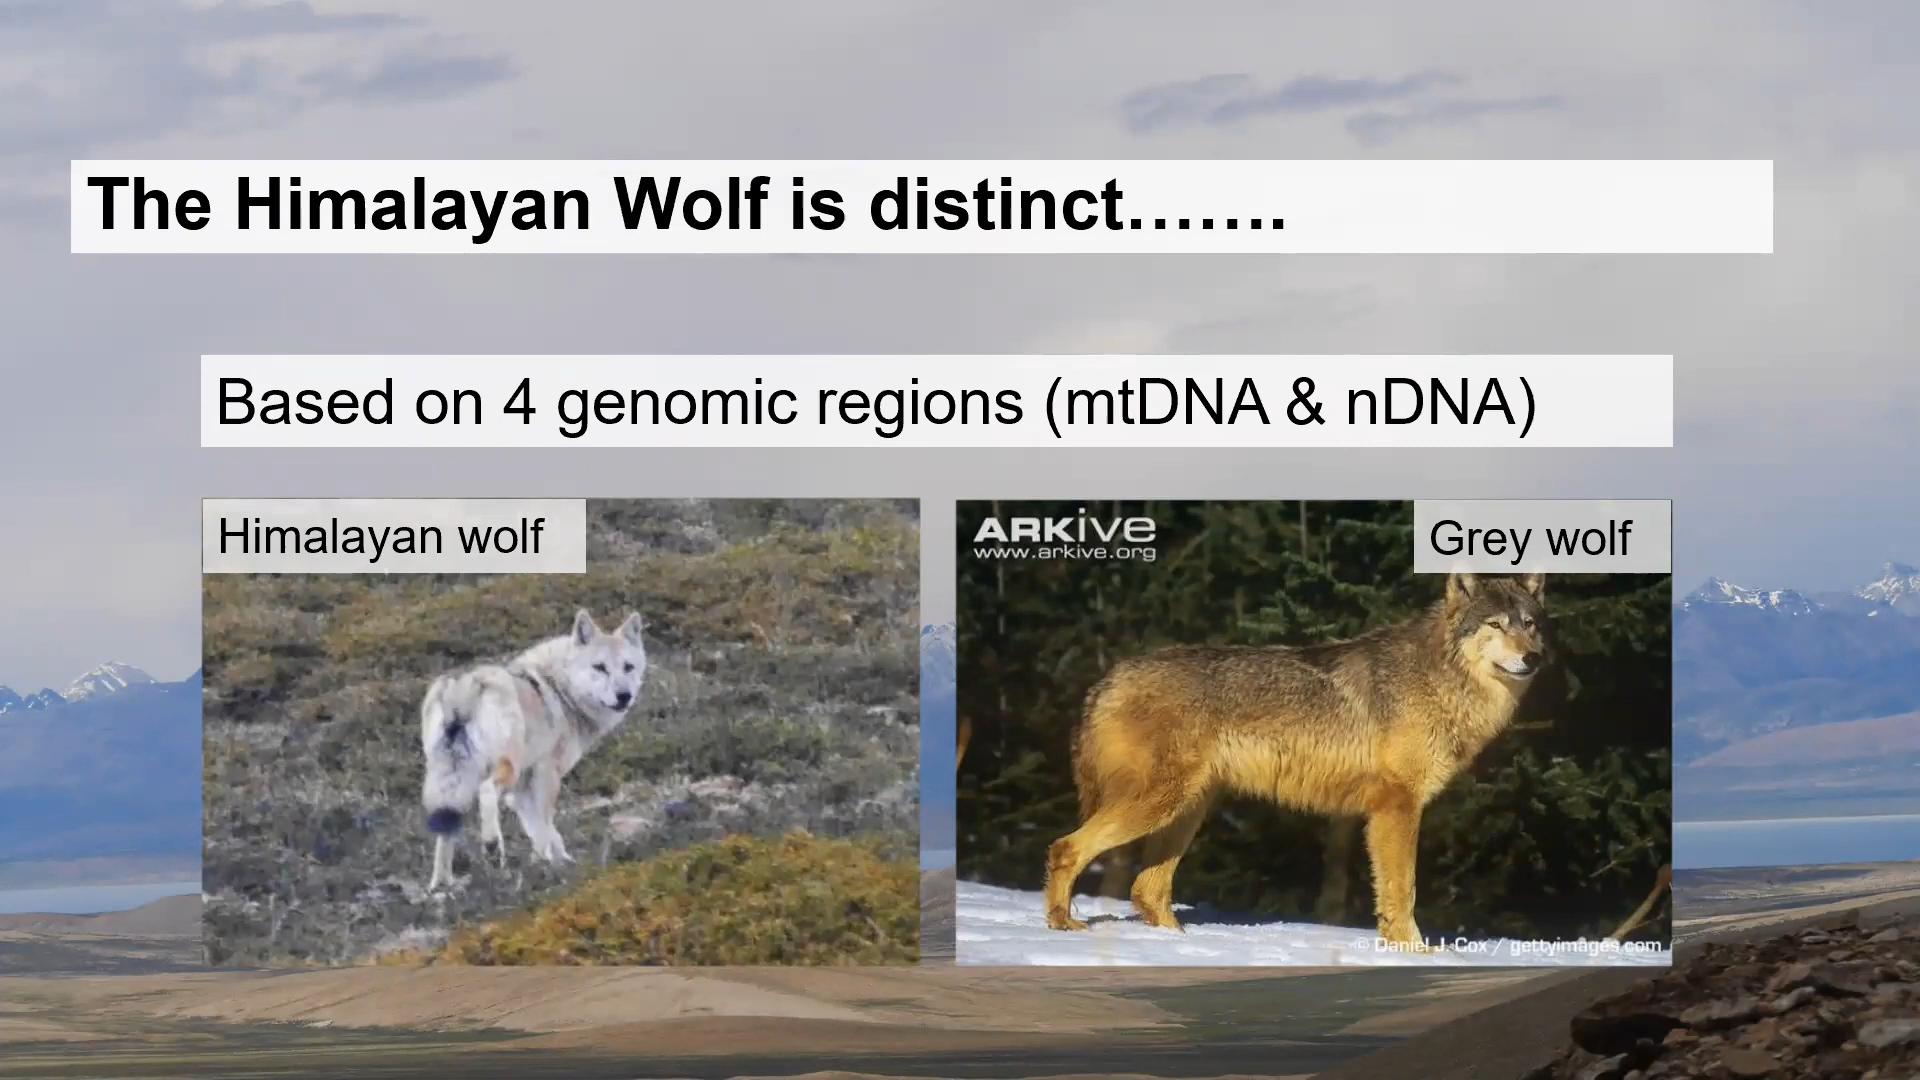 The Himalayan Wolf is distinct…….
Based on 4 genomic regions (mtDNA & nDNA)
Himalayan wolf
ARKive
www.arkive.org
Grey wolf
© Daniel J. Cox / gettyimages.com